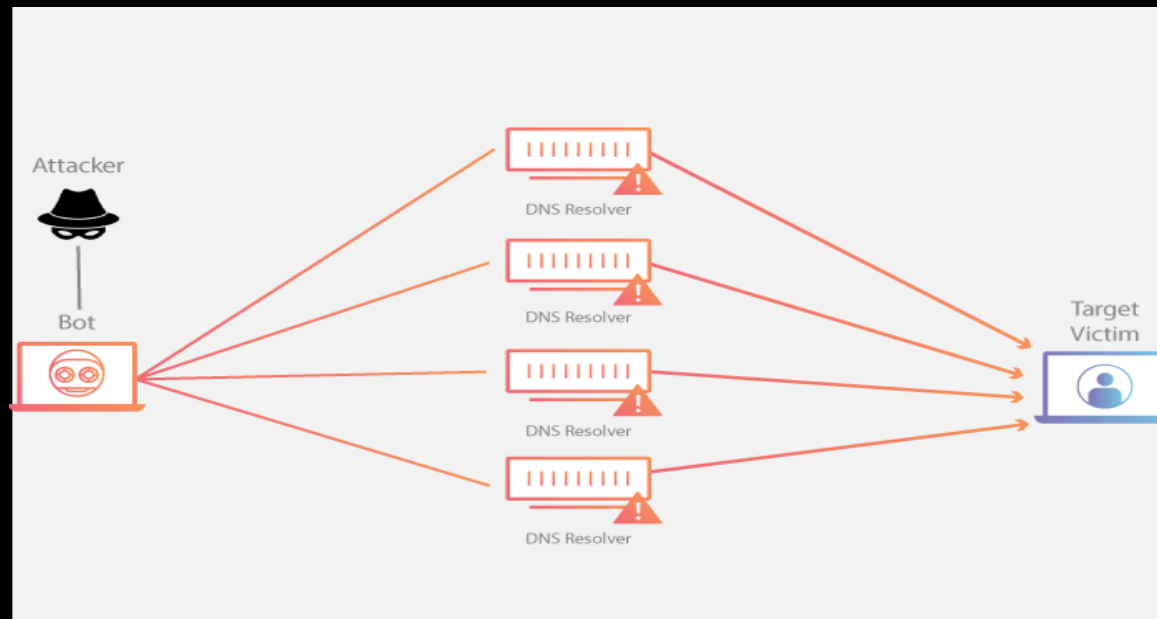 Attacker
Bot
DNS Resolver
DNS Resolver
DNS Resolver
DNS Resolver
Target
Victim